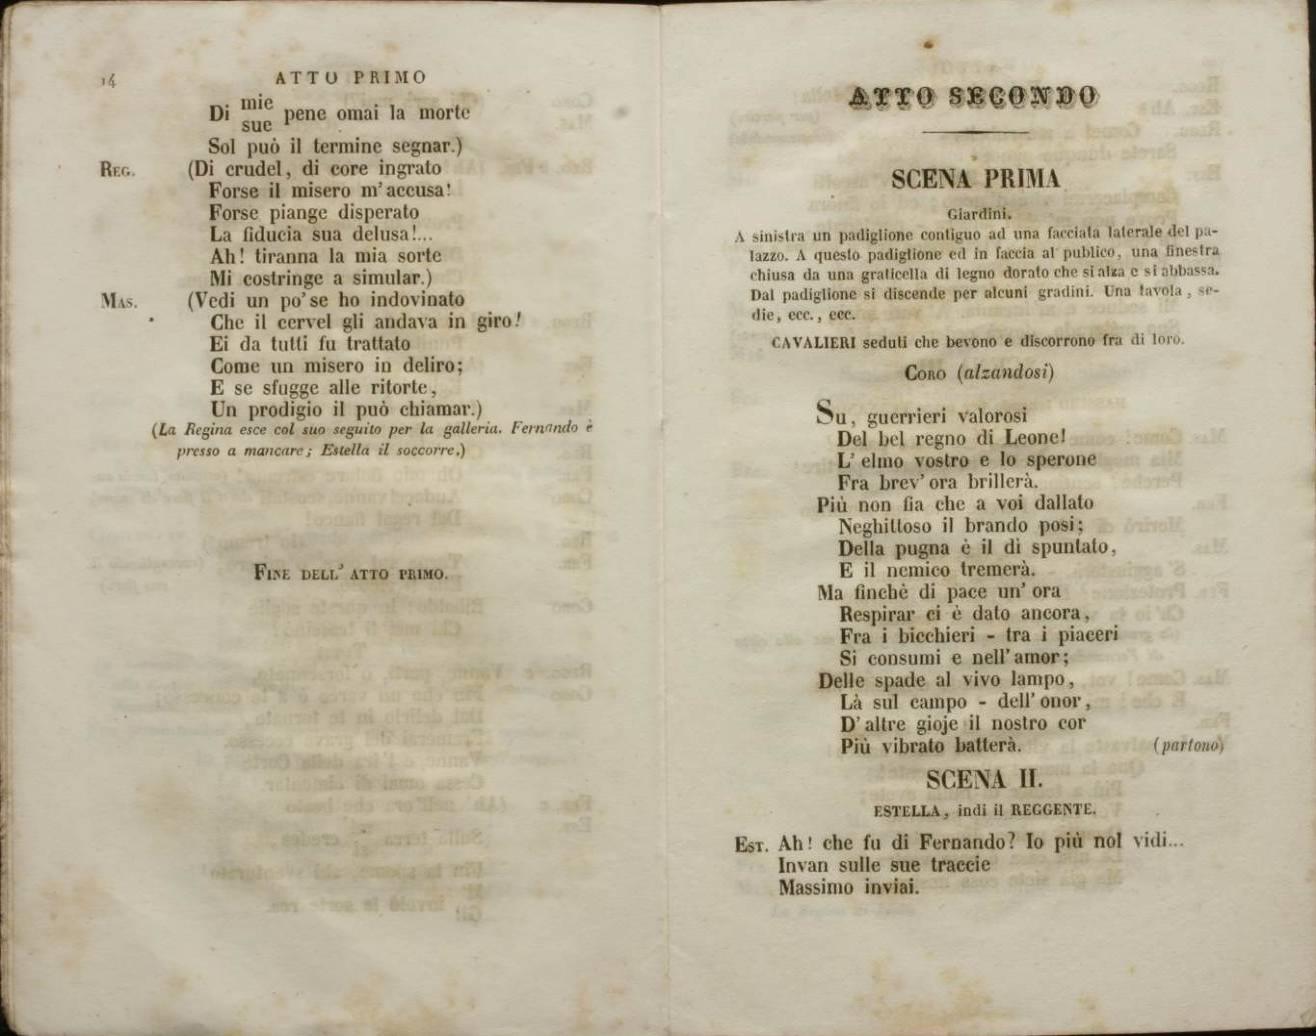 14 ATTO PRIMO
Di mie pene omai la morte
sue
Sol può il termine segnar.)
REG. (Di crudel, di core ingrato
Forse il misero m'accusa!
Forse piange disperato
La fiducia sua delusa!...
Ah! tiranna la mia sorte
Mi costringe a simular.)
MAS. (Vedi un po' se ho indovinato
Che il cervel gli andava in giro!
Ei da tutti fu trattato
Come un misero in deliro;
E se sfugge alle ritorte,
Un prodigio il può chiamar.)
(La Regina esce col suo seguito per la galleria. Fernando è
presso a mancare; Estella il soccorre.)
FINE DELL' ATTO PRIMO.
ATTO SECONDO
SCENA PRIMA
Giardini.
A sinistra un padiglione contiguo ad una facciata laterale del pa-
lazzo. A questo padiglione ed in faccia al publico, una finestra
chiusa da una graticella di legno dorato che si alza e si abbassa.
Dal padiglione si discende per alcuni gradini. Una tavola, se-
die, ecc., ecc.
CAVALIERI seduti che bevono e discorrono fra di loro.
CORO (alzandosi)
Su, guerrieri valorosi
Del bel regno di Leone!
L' elmo vostro e lo sperone
Fra brev' ora brillerà.
Più non fia che a voi dallato
Neghittoso il brando posi;
Della pugna è il dì spuntato,
E il nemico tremerà.
Ma finchè di pace un' ora
Respirar ci è dato ancora,
Fra i bicchieri - tra i piaceri
Si consumi e nell' amor;
Delle spade al vivo lampo,
Là sul campo - dell' onor,
D' altre gioje il nostro cor
Più vibrato batterà. (partono)
SCENA II.
ESTELLA, indi il REGGENTE.
EST. Ah! che fu di Fernando? Io più nol vidi...
Invan sulle sue traccie
Massimo inviai.